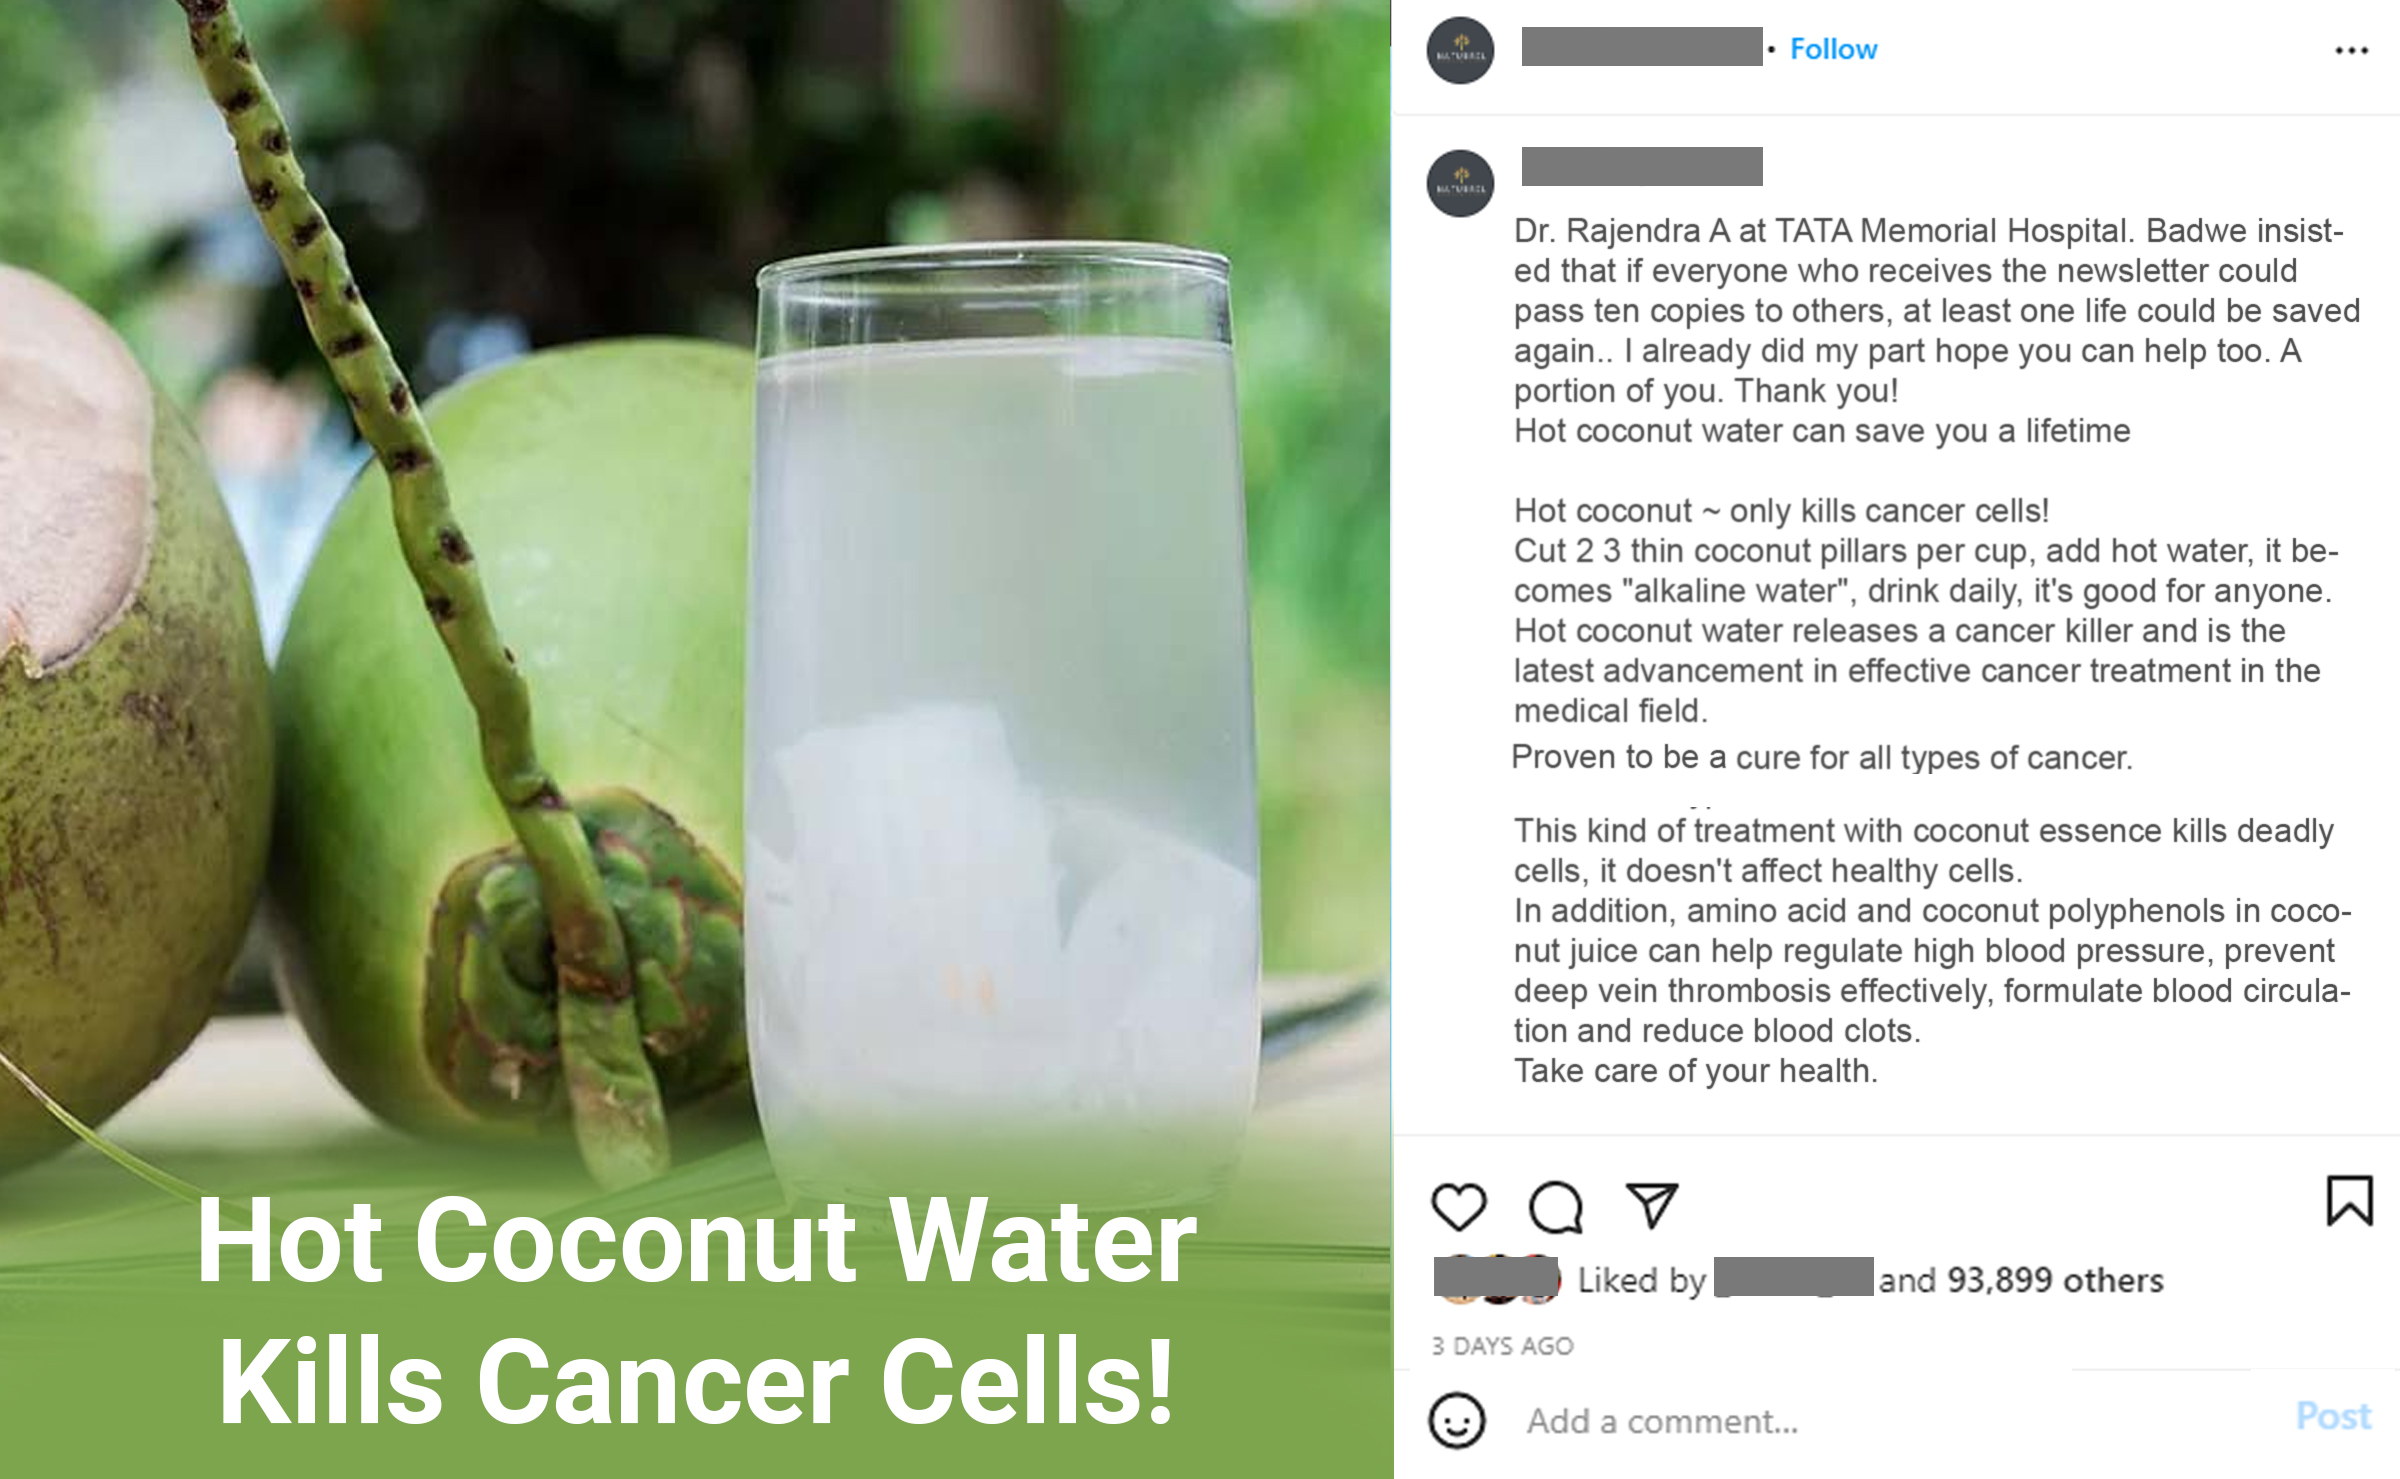 Hot Coconut Water
Kills Cancer Cells!
• Follow
Dr. Rajendra A at TATA Memorial Hospital. Badwe insist-
ed that if everyone who receives the newsletter could
pass ten copies to others, at least one life could be saved
again.. I already did my part hope you can help too. A
portion of you. Thank you!
Hot coconut water can save you a lifetime
Hot coconut ~ only kills cancer cells!
Cut 2 3 thin coconut pillars per cup, add hot water, it be-
comes "alkaline water", drink daily, it's good for anyone.
Hot coconut water releases a cancer killer and is the
latest advancement in effective cancer treatment in the
medical field.
Proven to be a cure for all types of cancer.
This kind of treatment with coconut essence kills deadly
cells, it doesn't affect healthy cells.
In addition, amino acid and coconut polyphenols in coco-
nut juice can help regulate high blood pressure, prevent
deep vein thrombosis effectively, formulate blood circula-
tion and reduce blood clots.
Take care of your health.
Liked by and 93,899 others
3 DAYS AGO
Add a comment...
Post